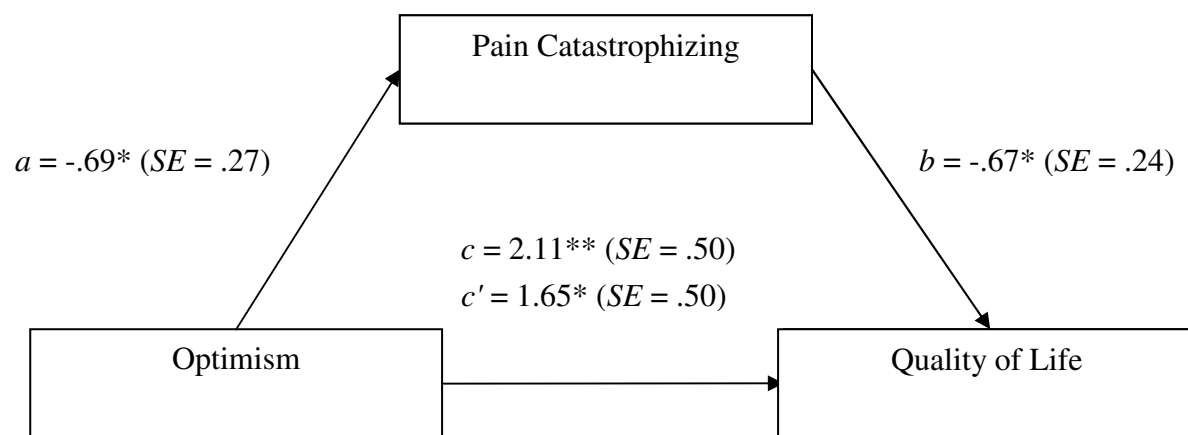 Pain Catastrophizing
a = -.69* (SE = .27)
b = -.67* (SE = .24)
c = 2.11** (SE = .50)
c' = 1.65* (SE = .50)
Optimism
Quality of Life